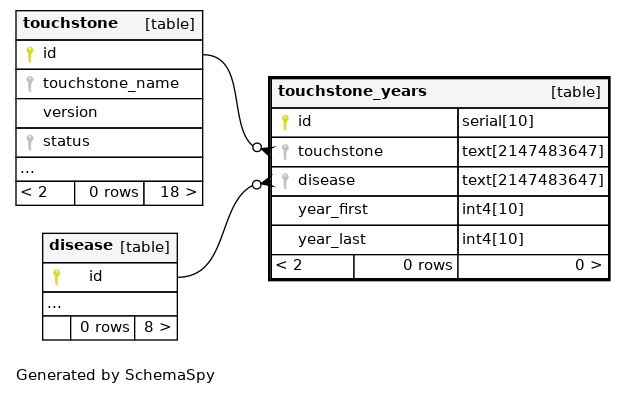 touchstone [table]
id
touchstone_name
version
status
...
< 2 0 rows 18 >
touchstone_years [table]
id serial[10]
touchstone text[2147483647]
disease text[2147483647]
year_first int4[10]
year_last int4[10]
< 2 0 rows 0 >
disease [table]
id
...
0 rows 8 >
Generated by SchemaSpy